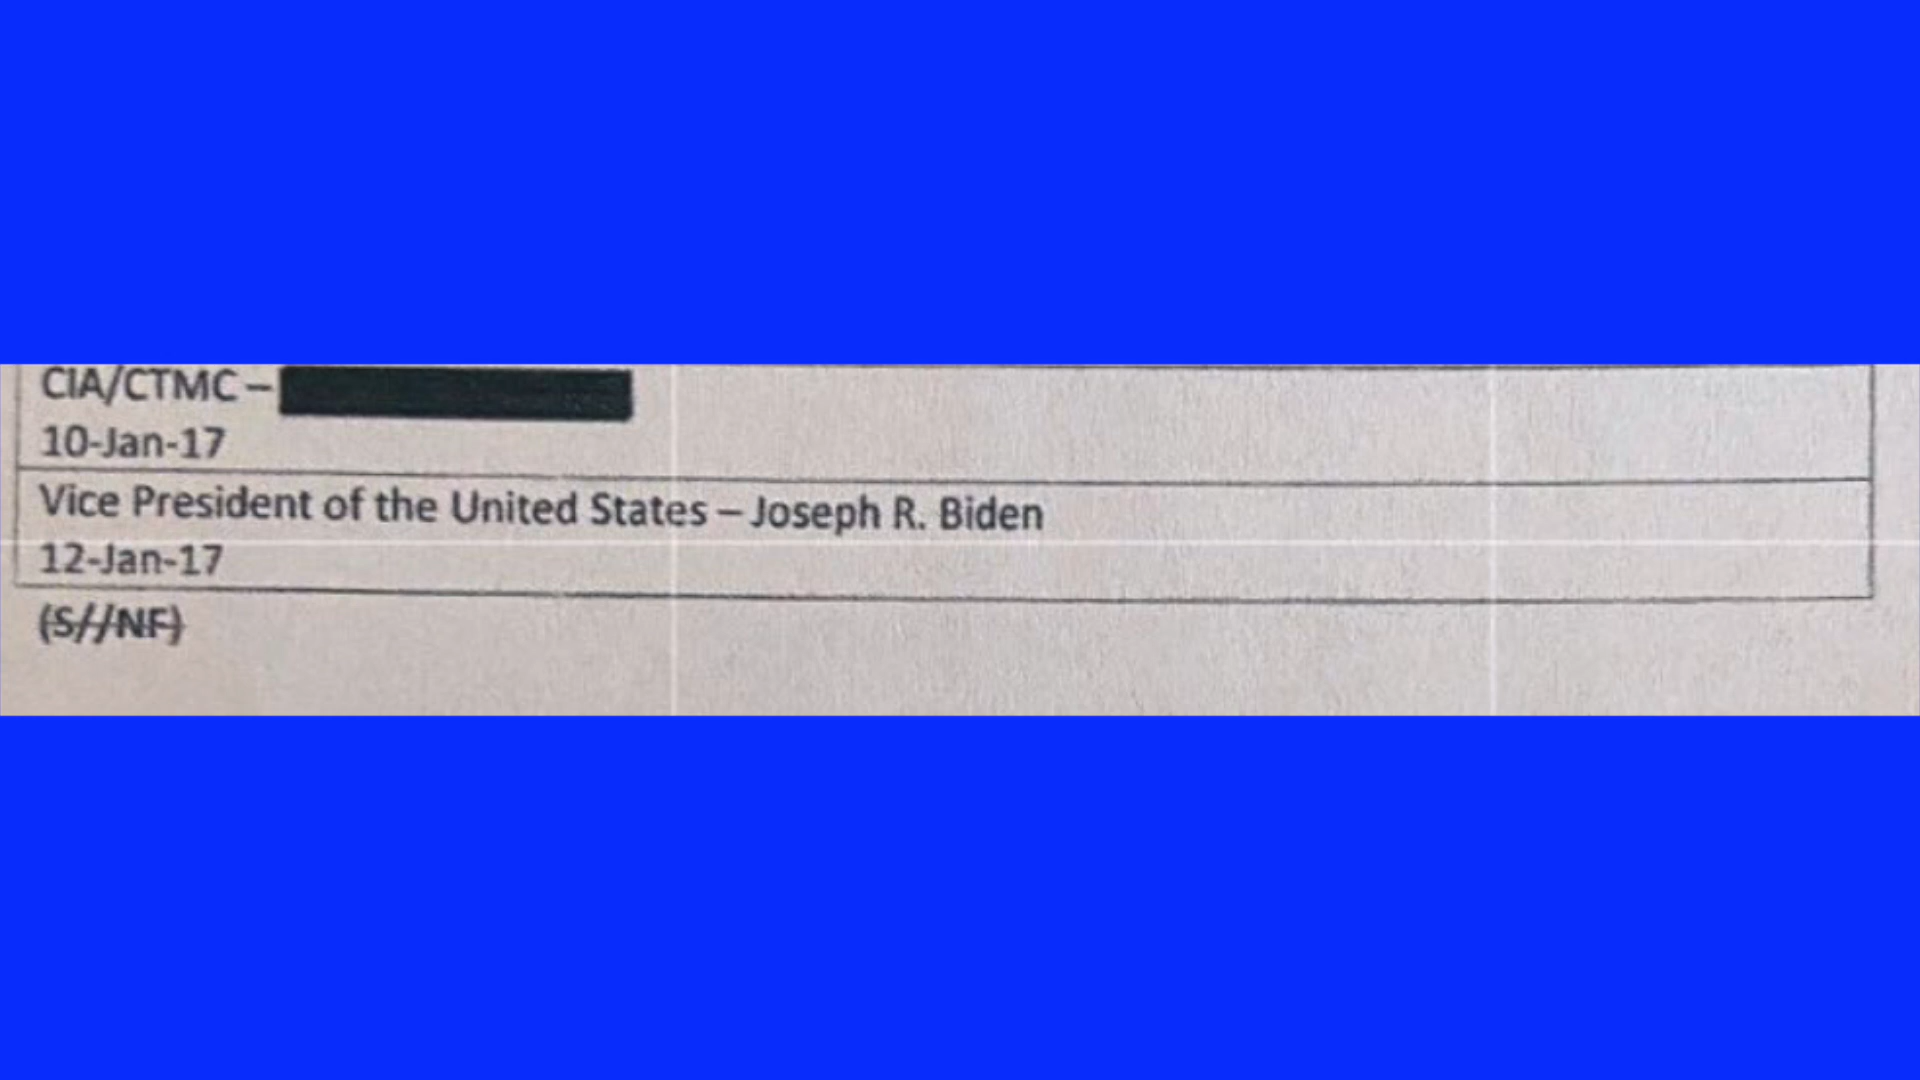 CIA/CTMC –
10-Jan-17
Vice President of the United States – Joseph R. Biden
12-Jan-17
(S//NF)